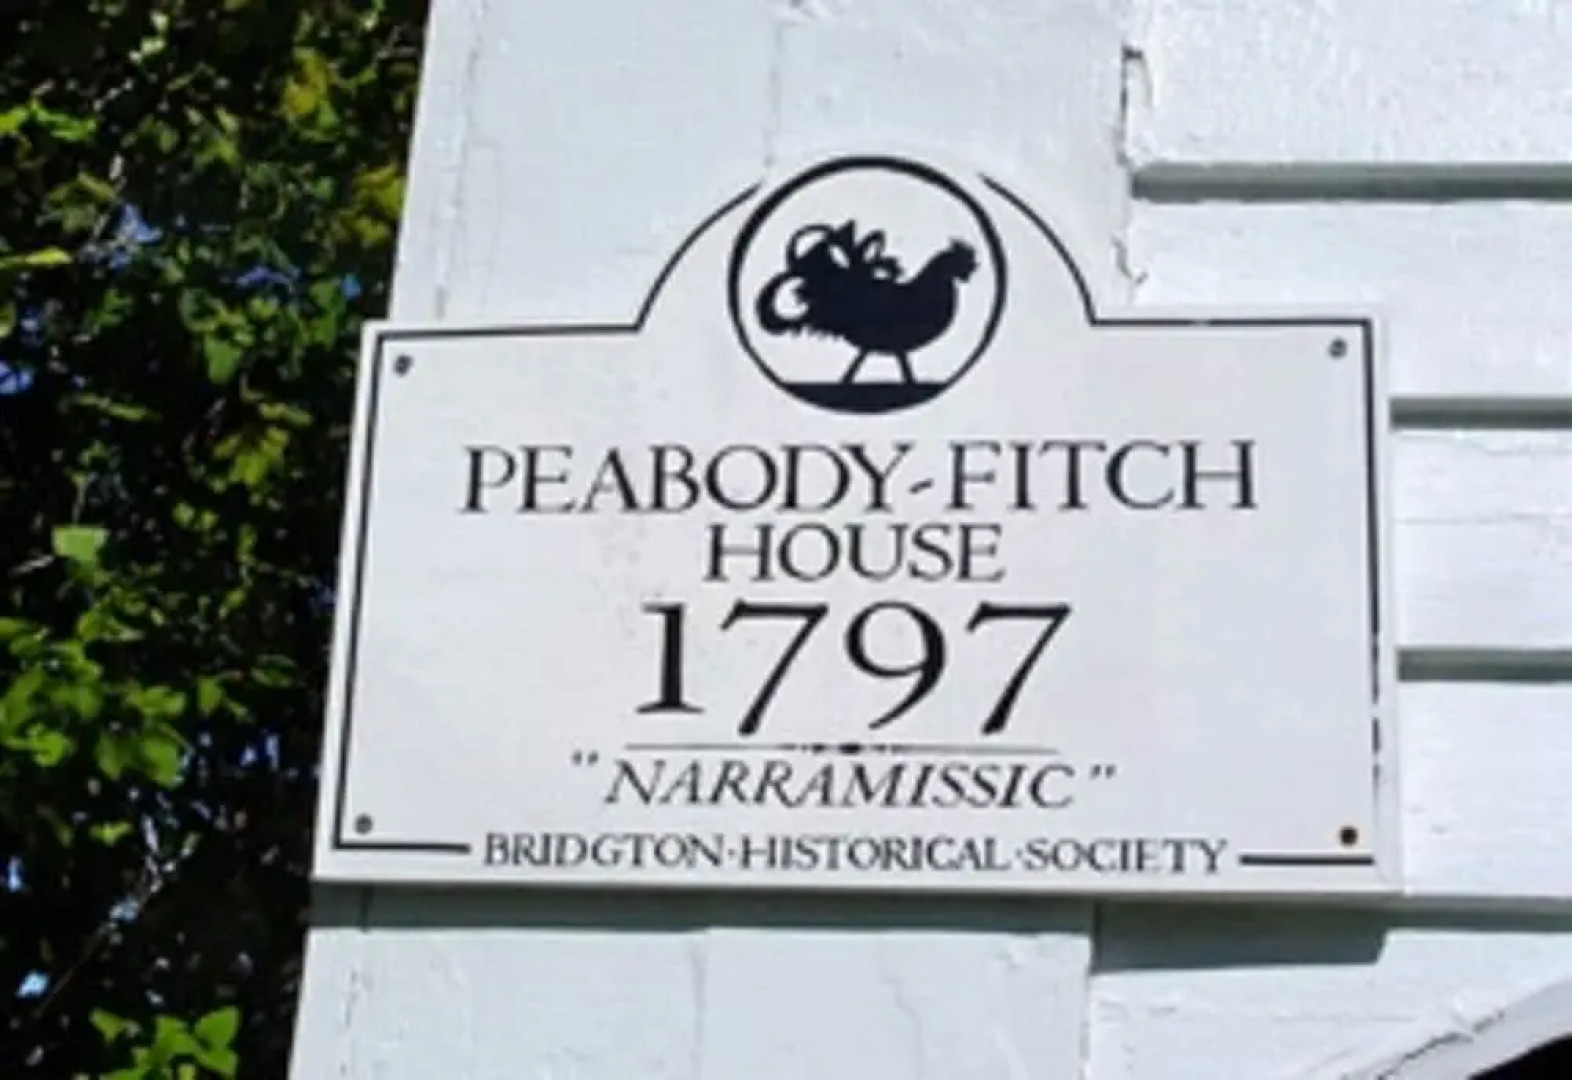 PEABODY-FITCH
HOUSE
1797
"NARRAMISSIC"
BRIDGTON·HISTORICAL·SOCIETY